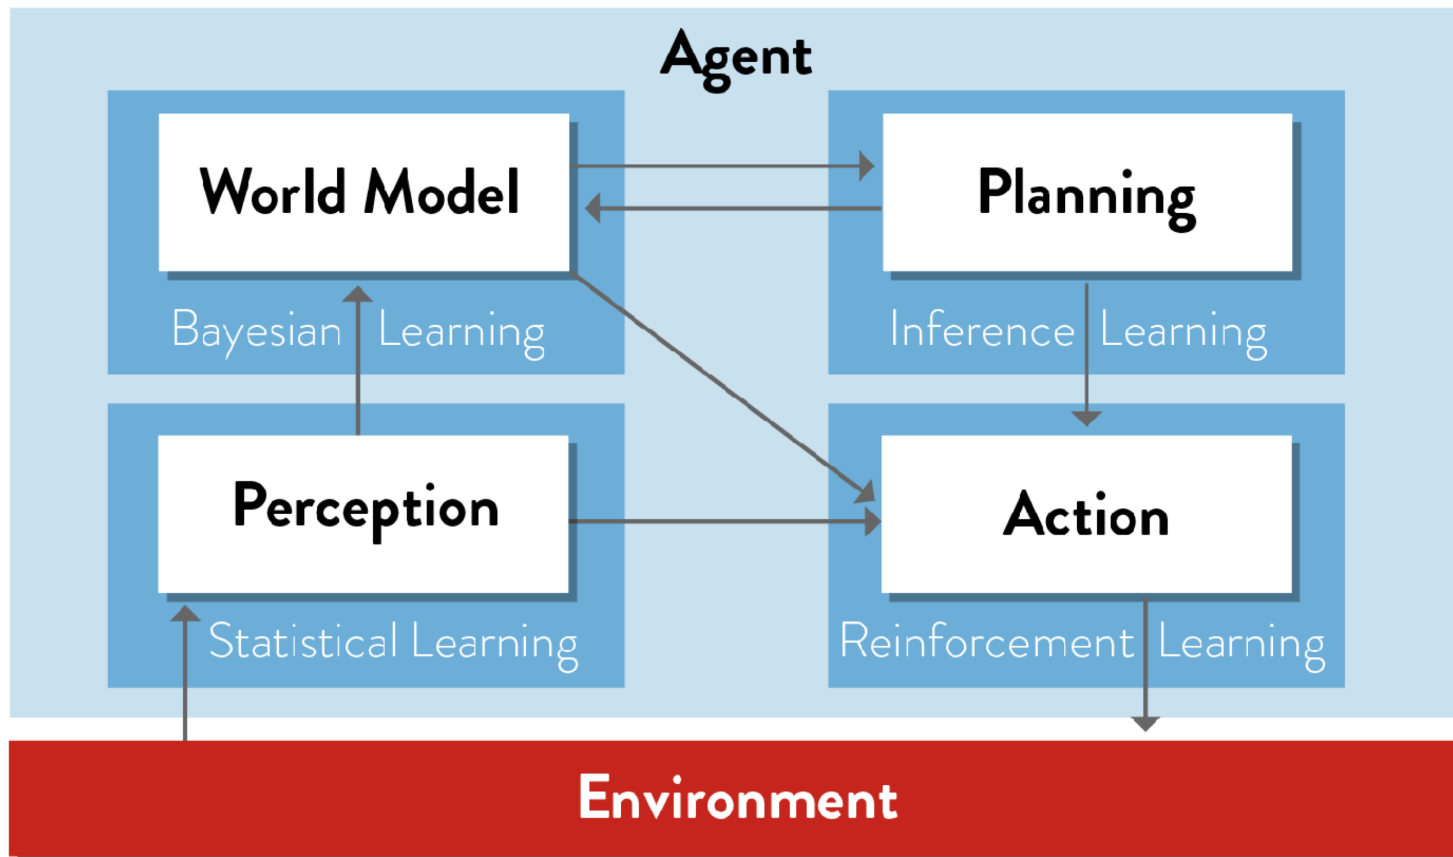 Agent
World Model
Planning
Bayesian Learning
Inference Learning
Perception
Action
Statistical Learning
Reinforcement Learning
Environment